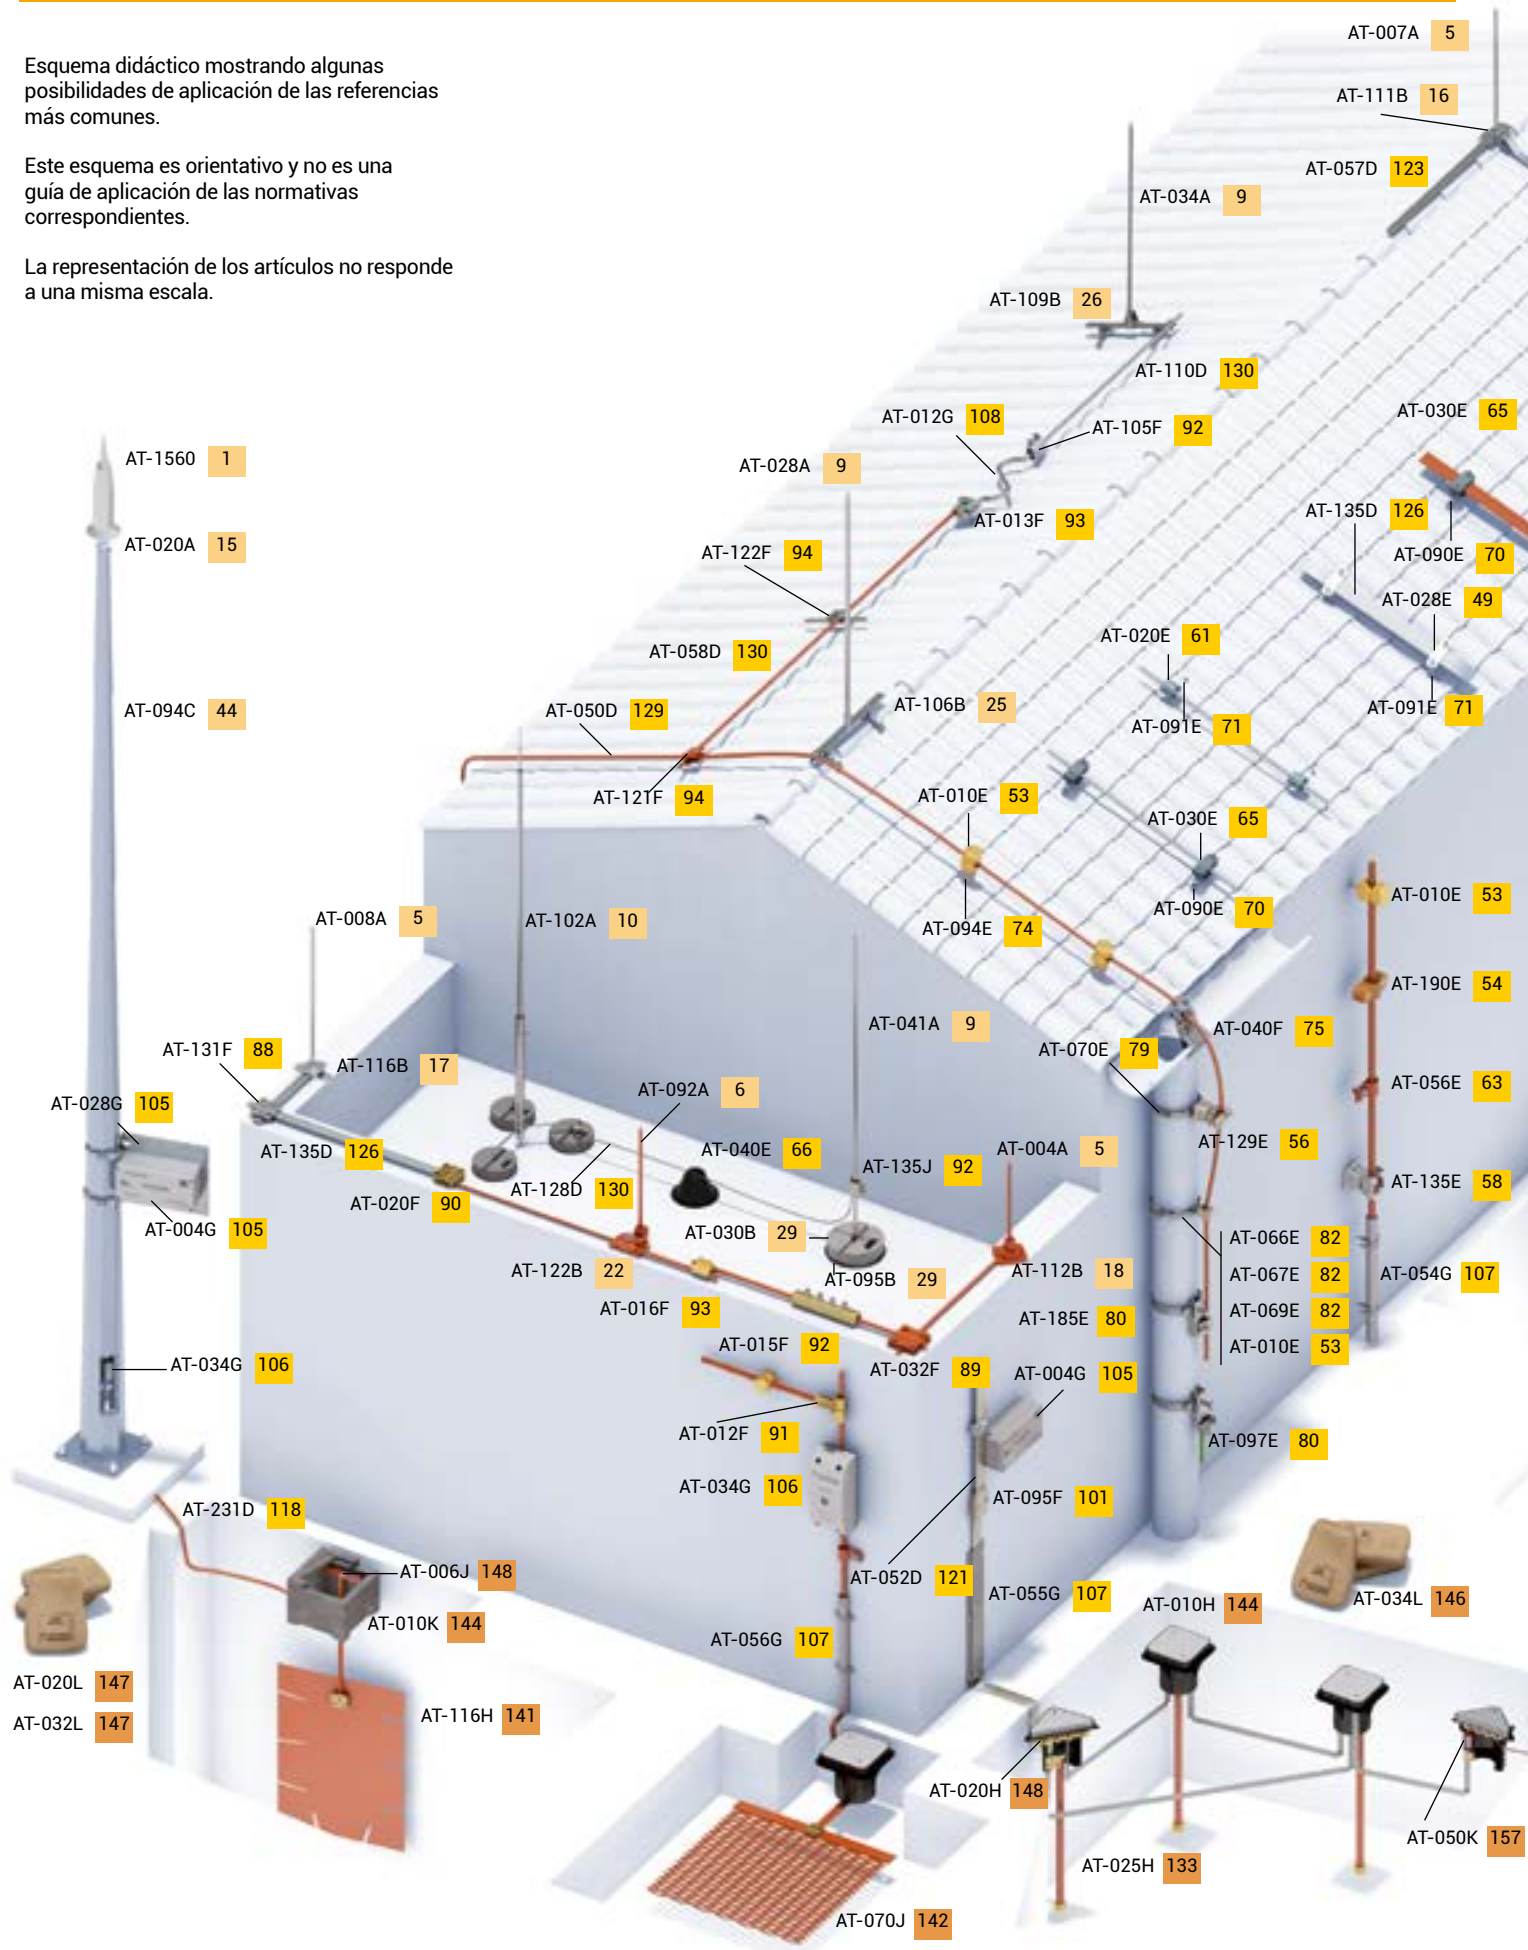 Esquema didáctico mostrando algunas
posibilidades de aplicación de las referencias
más comunes.
Este esquema es orientativo y no es una
guía de aplicación de las normativas
correspondientes.
La representación de los artículos no responde
a una misma escala.
AT-007A 5
AT-111B 16
AT-057D 123
AT-034A 9
AT-109B 26
AT-110D 130
AT-012G 108
AT-105F 92
AT-030E 65
AT-1560 1
AT-028A 9
AT-013F 93
AT-135D 126
AT-020A 15
AT-122F 94
AT-090E 70
AT-028E 49
AT-020E 61
AT-058D 130
AT-094C 44
AT-050D 129
AT-106B 25
AT-091E 71
AT-091E 71
AT-121F 94
AT-010E 53
AT-030E 65
AT-010E 53
AT-008A 5
AT-102A 10
AT-094E 74
AT-090E 70
AT-190E 54
AT-041A 9
AT-040F 75
AT-131F 88
AT-116B 17
AT-070E 79
AT-092A 6
AT-056E 63
AT-028G 105
AT-135D 126
AT-040E 66
AT-004A 5
AT-129E 56
AT-135J 92
AT-128D 130
AT-135E 58
AT-020F 90
AT-004G 105
AT-030B 29
AT-066E 82
AT-122B 22
AT-095B 29
AT-112B 18
AT-067E 82
AT-054G 107
AT-016F 93
AT-185E 80
AT-069E 82
AT-015F 92
AT-010E 53
AT-034G 106
AT-032F 89
AT-004G 105
AT-012F 91
AT-097E 80
AT-034G 106
AT-095F 101
AT-231D 118
AT-006J 148
AT-052D 121
AT-055G 107
AT-010H 144
AT-034L 146
AT-010K 144
AT-056G 107
AT-020L 147
AT-032L 147
AT-116H 141
AT-020H 148
AT-050K 157
AT-025H 133
AT-070J 142